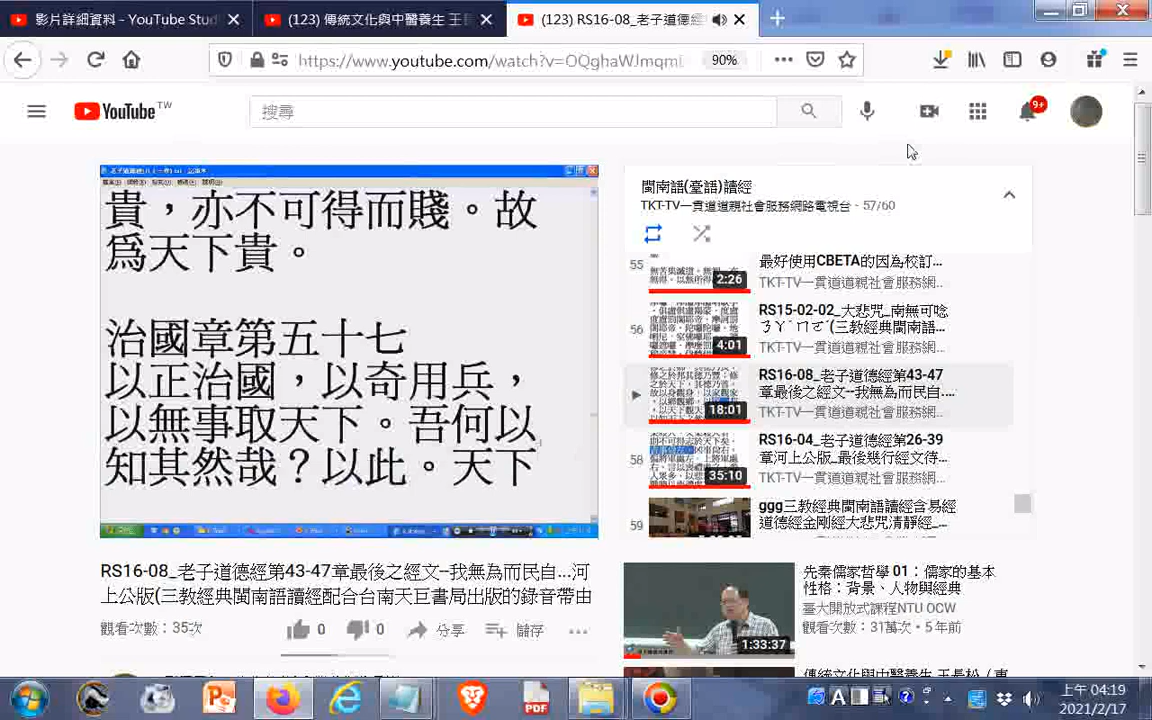 影片詳細資料 - YouTube Stu
(123) 傳統文化與中醫養生 王
(123) RS16-08_老子道德經
https://www.youtube.com/watch?v=OQghaWJmqmi
90%
YouTube TW
搜尋
9+
貴，亦不可得而賤。故
爲天下貴。
治國章第五十七
以正治國，以奇用兵，
以無事取天下。吾何以
知其然哉？以此。天下
RS16-08_老子道德經第43-47章最後之經文--我無為而民自...河
上公版(三教經典閩南語讀經配合台南天巨書局出版的錄音帶由
觀看次數：35次
0
0
分享
儲存
閩南語(臺語)讀經
TKT-TV一貫道道親社會服務網路電視台 - 57/60
55
2:26
最好使用CBETA的因為校訂...
TKT-TV一貫道道親社會服務網...
56
4:01
RS15-02-02_大悲咒_南無可唸
ㄋㄚˇㄇㄛˊ(三教經典閩南語...
TKT-TV一貫道道親社會服務網...
18:01
RS16-08_老子道德經第43-47
章最後之經文--我無為而民自...
TKT-TV一貫道道親社會服務網...
58
35:10
RS16-04_老子道德經第26-39
章河上公版_最後幾行經文待...
TKT-TV一貫道道親社會服務網...
59
ggg三教經典閩南語讀經含易經
道德經金剛經大悲咒清靜經_...
1:33:37
先秦儒家哲學 01：儒家的基本
性格：背景、人物與經典
臺大開放式課程NTU OCW
觀看次數：31萬次・5 年前
傳統文化與中醫養生 王長松（專
PDF
上午 04:19
2021/2/17